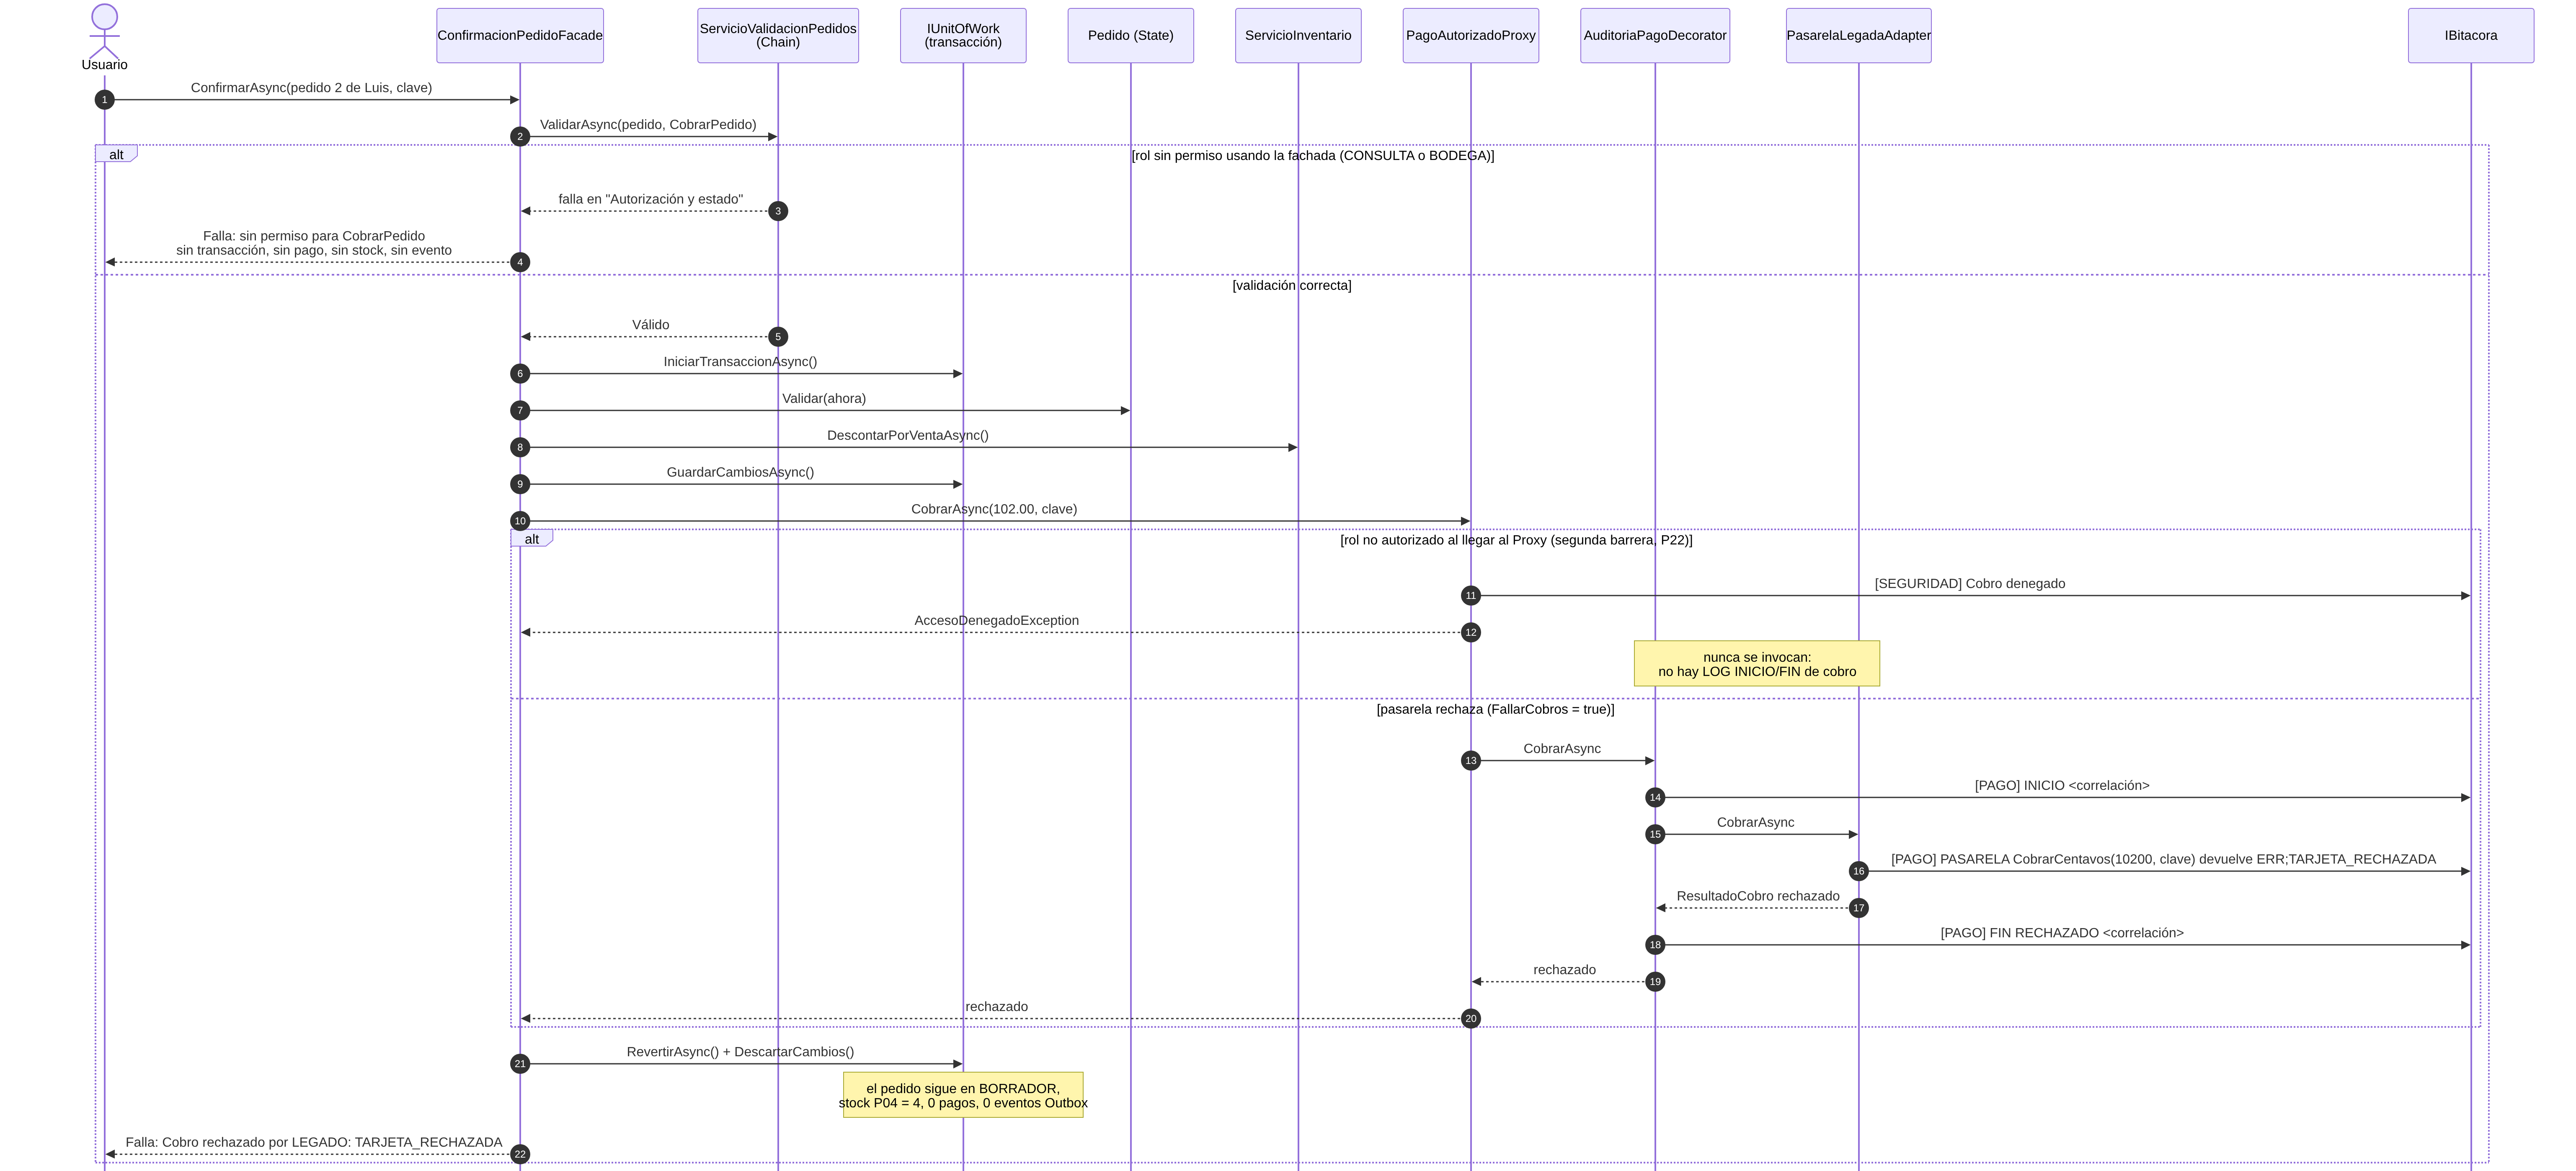 Usuario
ConfirmacionPedidoFacade
ServicioValidacionPedidos
(Chain)
IUnitOfWork
(transacción)
Pedido (State)
ServicioInventario
PagoAutorizadoProxy
AuditoriaPagoDecorator
PasarelaLegadaAdapter
IBitacora
1
ConfirmarAsync(pedido 2 de Luis, clave)
2
ValidarAsync(pedido, CobrarPedido)
alt
[rol sin permiso usando la fachada (CONSULTA o BODEGA)]
falla en "Autorización y estado"
3
Falla: sin permiso para CobrarPedido
sin transacción, sin pago, sin stock, sin evento
4
[validación correcta]
Válido
5
6
IniciarTransaccionAsync()
7
Validar(ahora)
8
DescontarPorVentaAsync()
9
GuardarCambiosAsync()
10
CobrarAsync(102.00, clave)
alt
[rol no autorizado al llegar al Proxy (segunda barrera, P22)]
11
[SEGURIDAD] Cobro denegado
AccesoDenegadoException
12
nunca se invocan:
no hay LOG INICIO/FIN de cobro
[pasarela rechaza (FallarCobros = true)]
13
CobrarAsync
14
[PAGO] INICIO <correlación>
15
CobrarAsync
16
[PAGO] PASARELA CobrarCentavos(10200, clave) devuelve ERR;TARJETA_RECHAZADA
ResultadoCobro rechazado
17
18
[PAGO] FIN RECHAZADO <correlación>
rechazado
19
rechazado
20
21
RevertirAsync() + DescartarCambios()
el pedido sigue en BORRADOR,
stock P04 = 4, 0 pagos, 0 eventos Outbox
Falla: Cobro rechazado por LEGADO: TARJETA_RECHAZADA
22